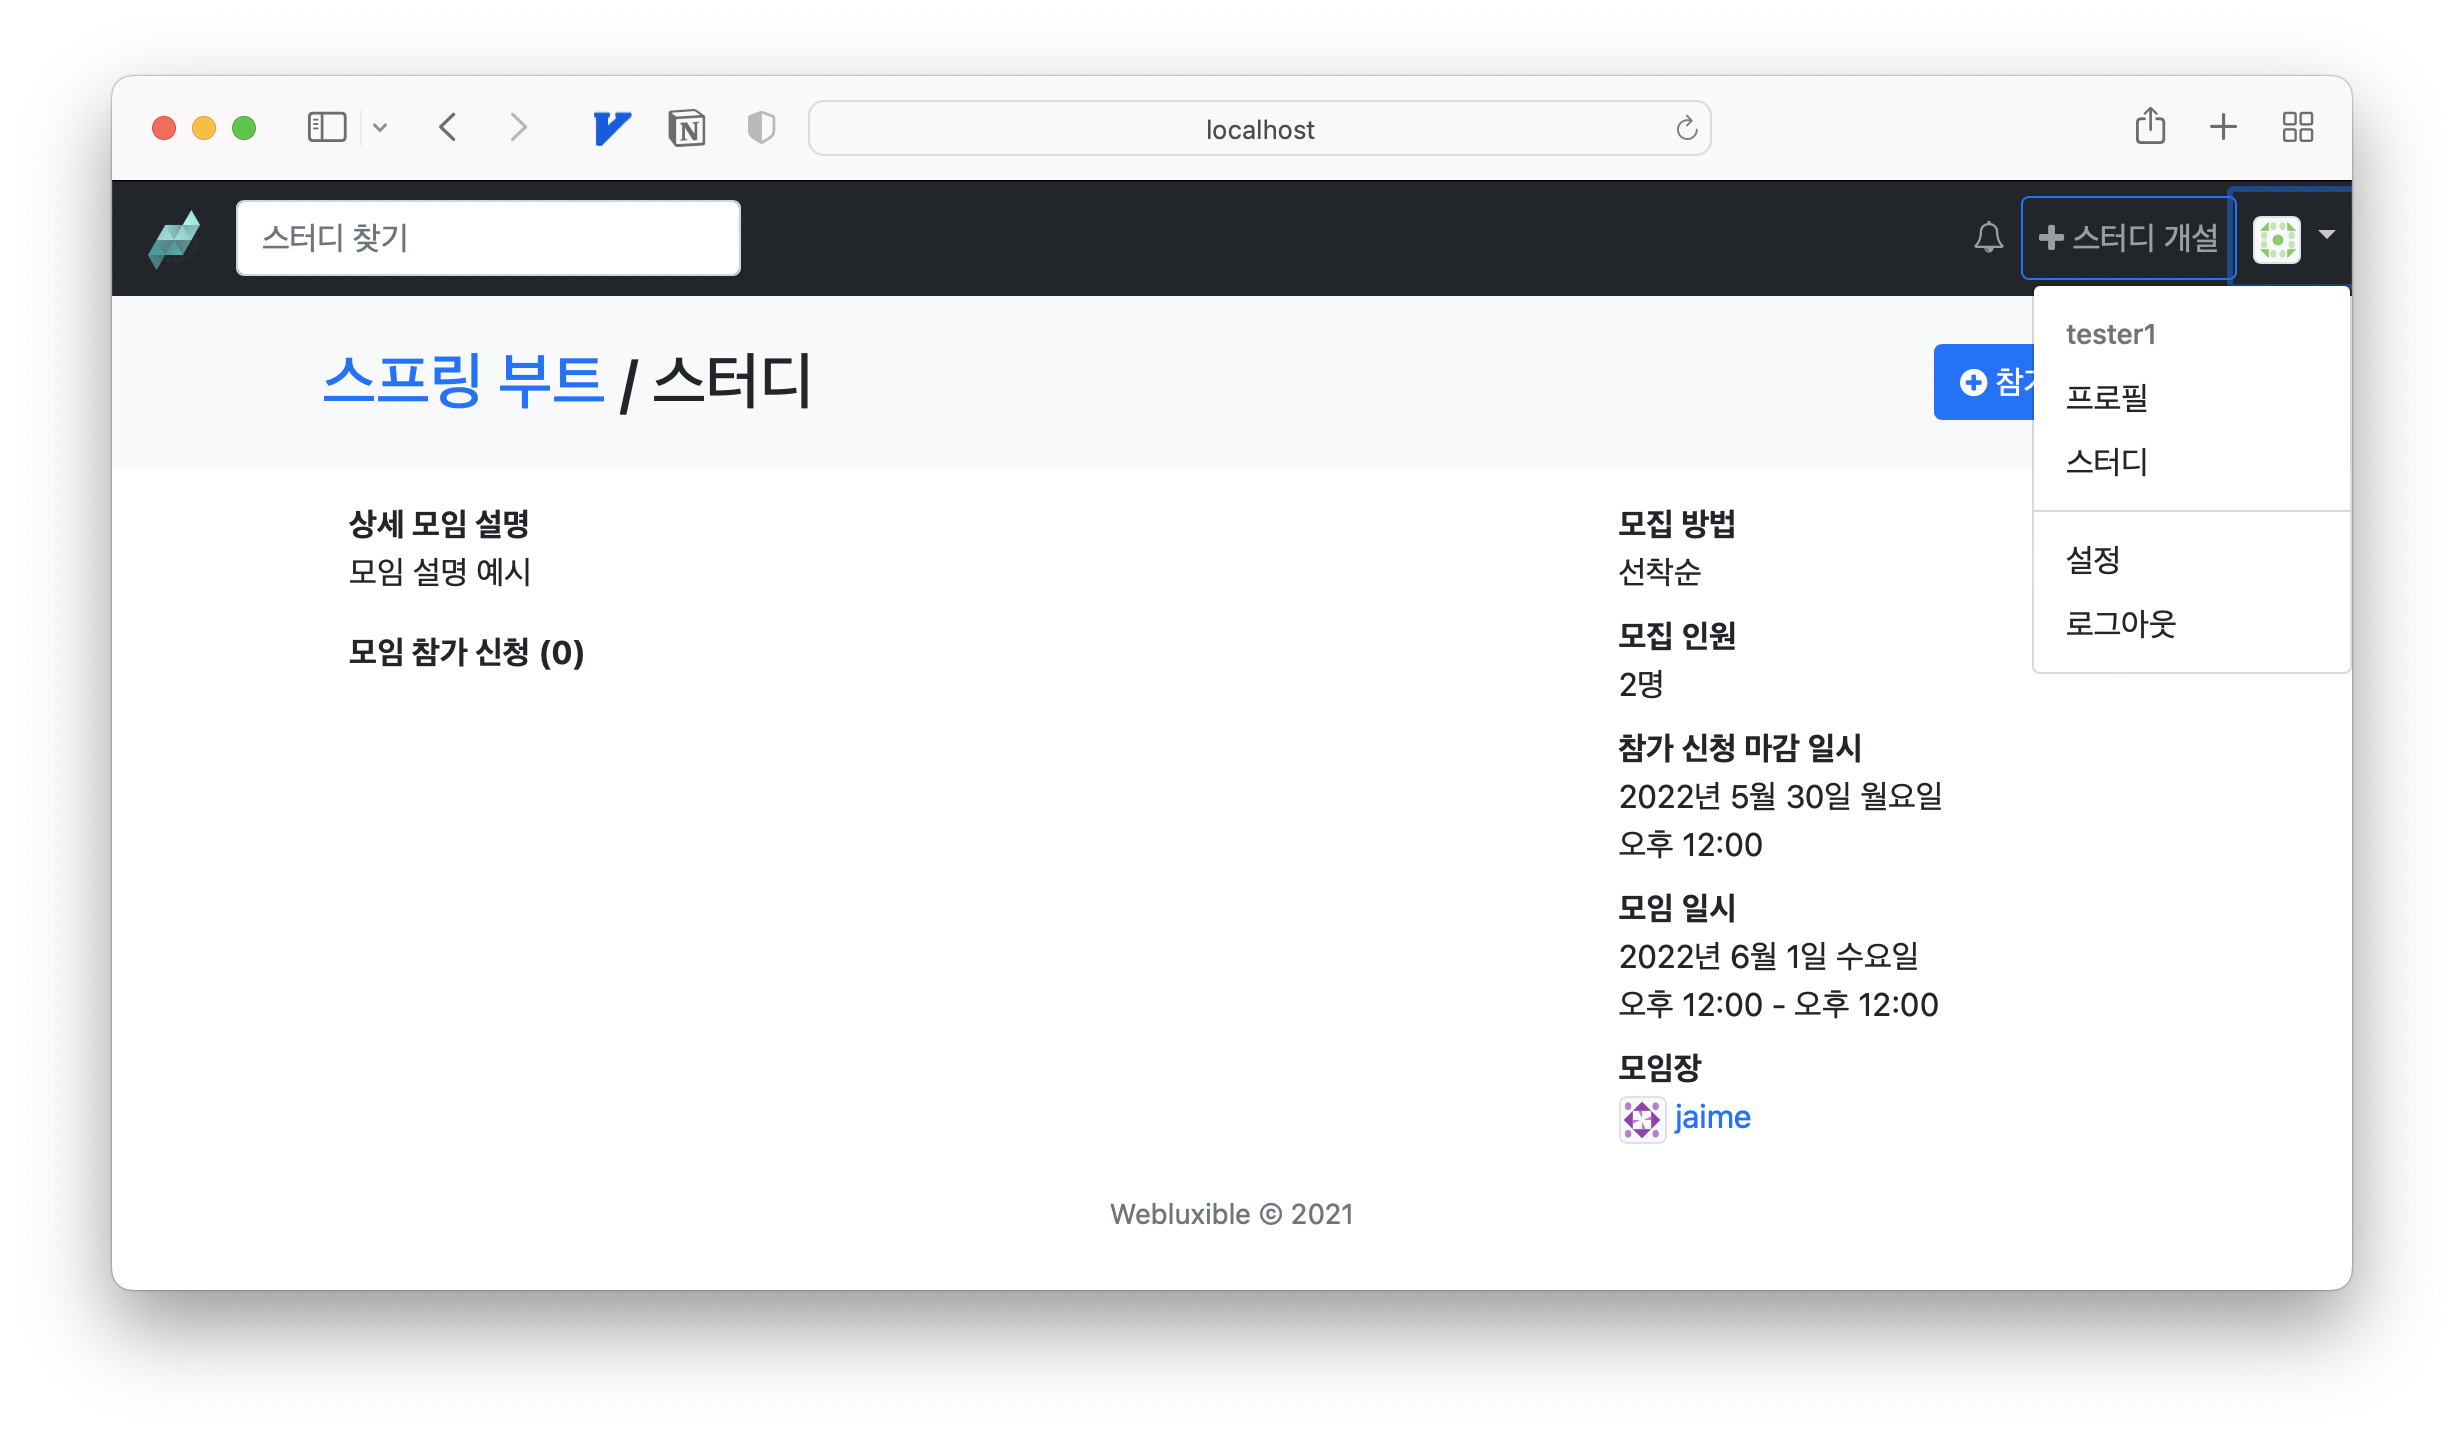 localhost
스터디 찾기
스터디 개설
tester1
프로필
스터디
설정
로그아웃
스프링 부트 / 스터디
상세 모임 설명
모임 설명 예시
모임 참가 신청 (0)
모집 방법
선착순
모집 인원
2명
참가 신청 마감 일시
2022년 5월 30일 월요일
오후 12:00
모임 일시
2022년 6월 1일 수요일
오후 12:00 - 오후 12:00
모임장
jaime
Webluxible © 2021